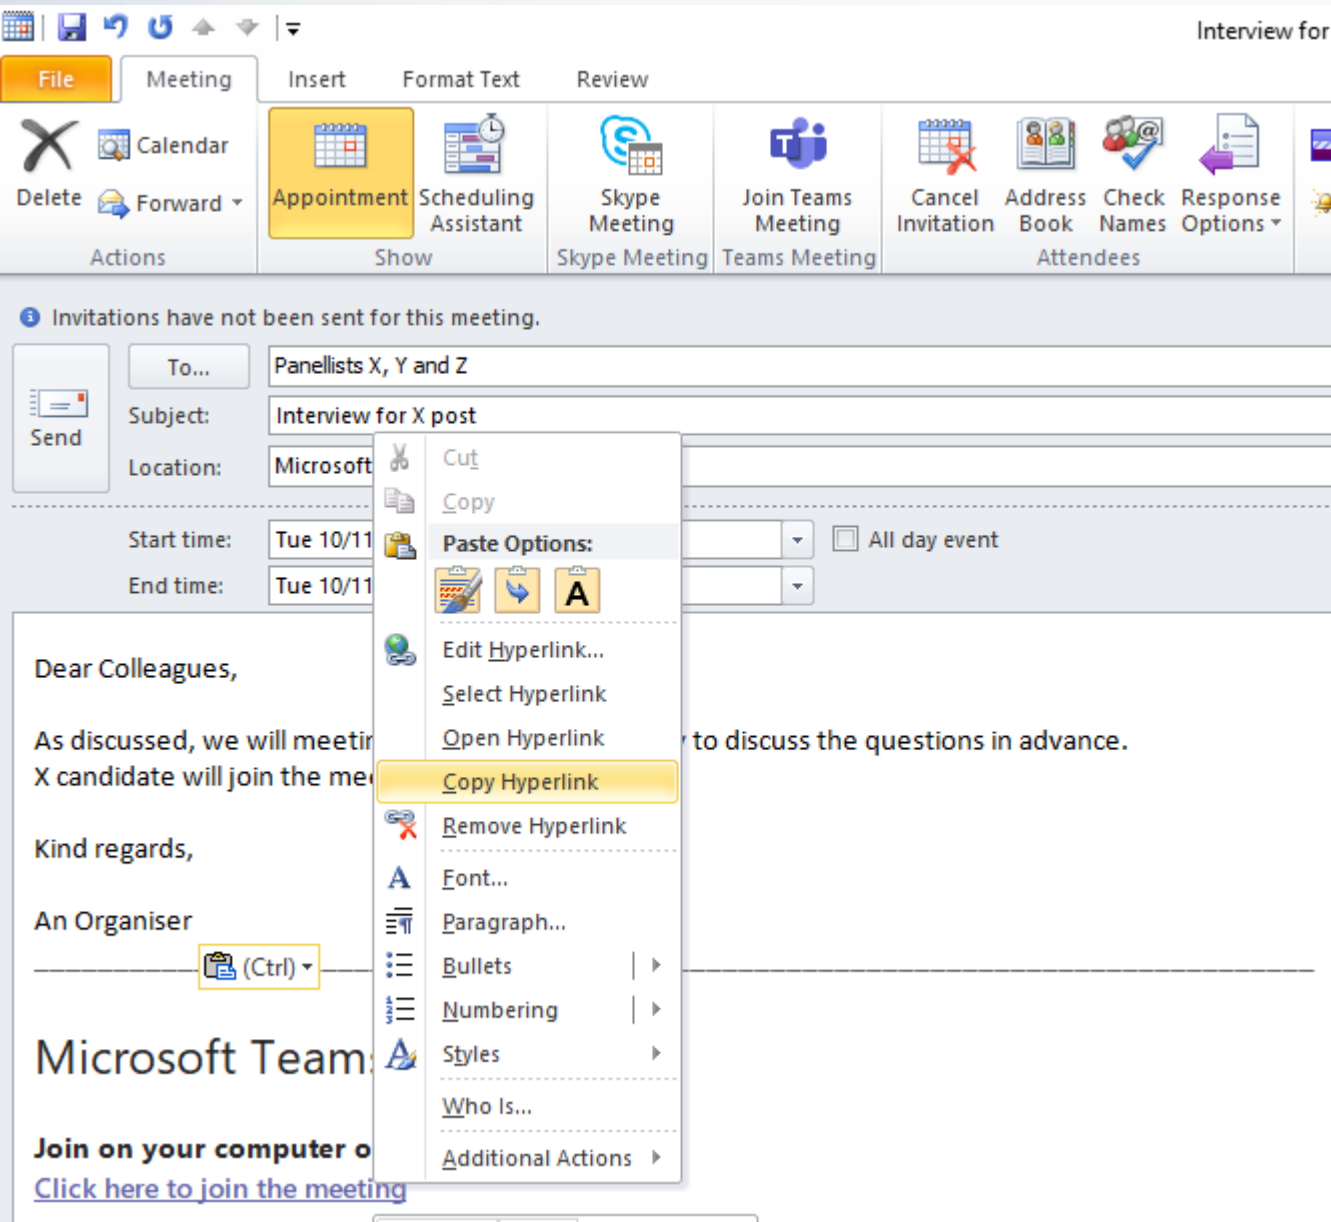 Interview for
File Meeting Insert Format Text Review
Delete Calendar Forward
Appointment Scheduling Assistant
Skype Meeting
Join Teams Meeting
Cancel Invitation Address Book Check Names Response Options
Actions Show Skype Meeting Teams Meeting Attendees
Invitations have not been sent for this meeting.
Send
To... Panellists X, Y and Z
Subject: Interview for X post
Location: Microsoft
Start time: Tue 10/11 All day event
End time: Tue 10/11
Cut
Copy
Paste Options:
A
Edit Hyperlink...
Select Hyperlink
Open Hyperlink
Copy Hyperlink
Remove Hyperlink
Font...
Paragraph...
Bullets
Numbering
Styles
Who Is...
Additional Actions
Dear Colleagues,
As discussed, we will meetin to discuss the questions in advance.
X candidate will join the mee
Kind regards,
An Organiser
(Ctrl)
Microsoft Teams
Join on your computer o
Click here to join the meeting